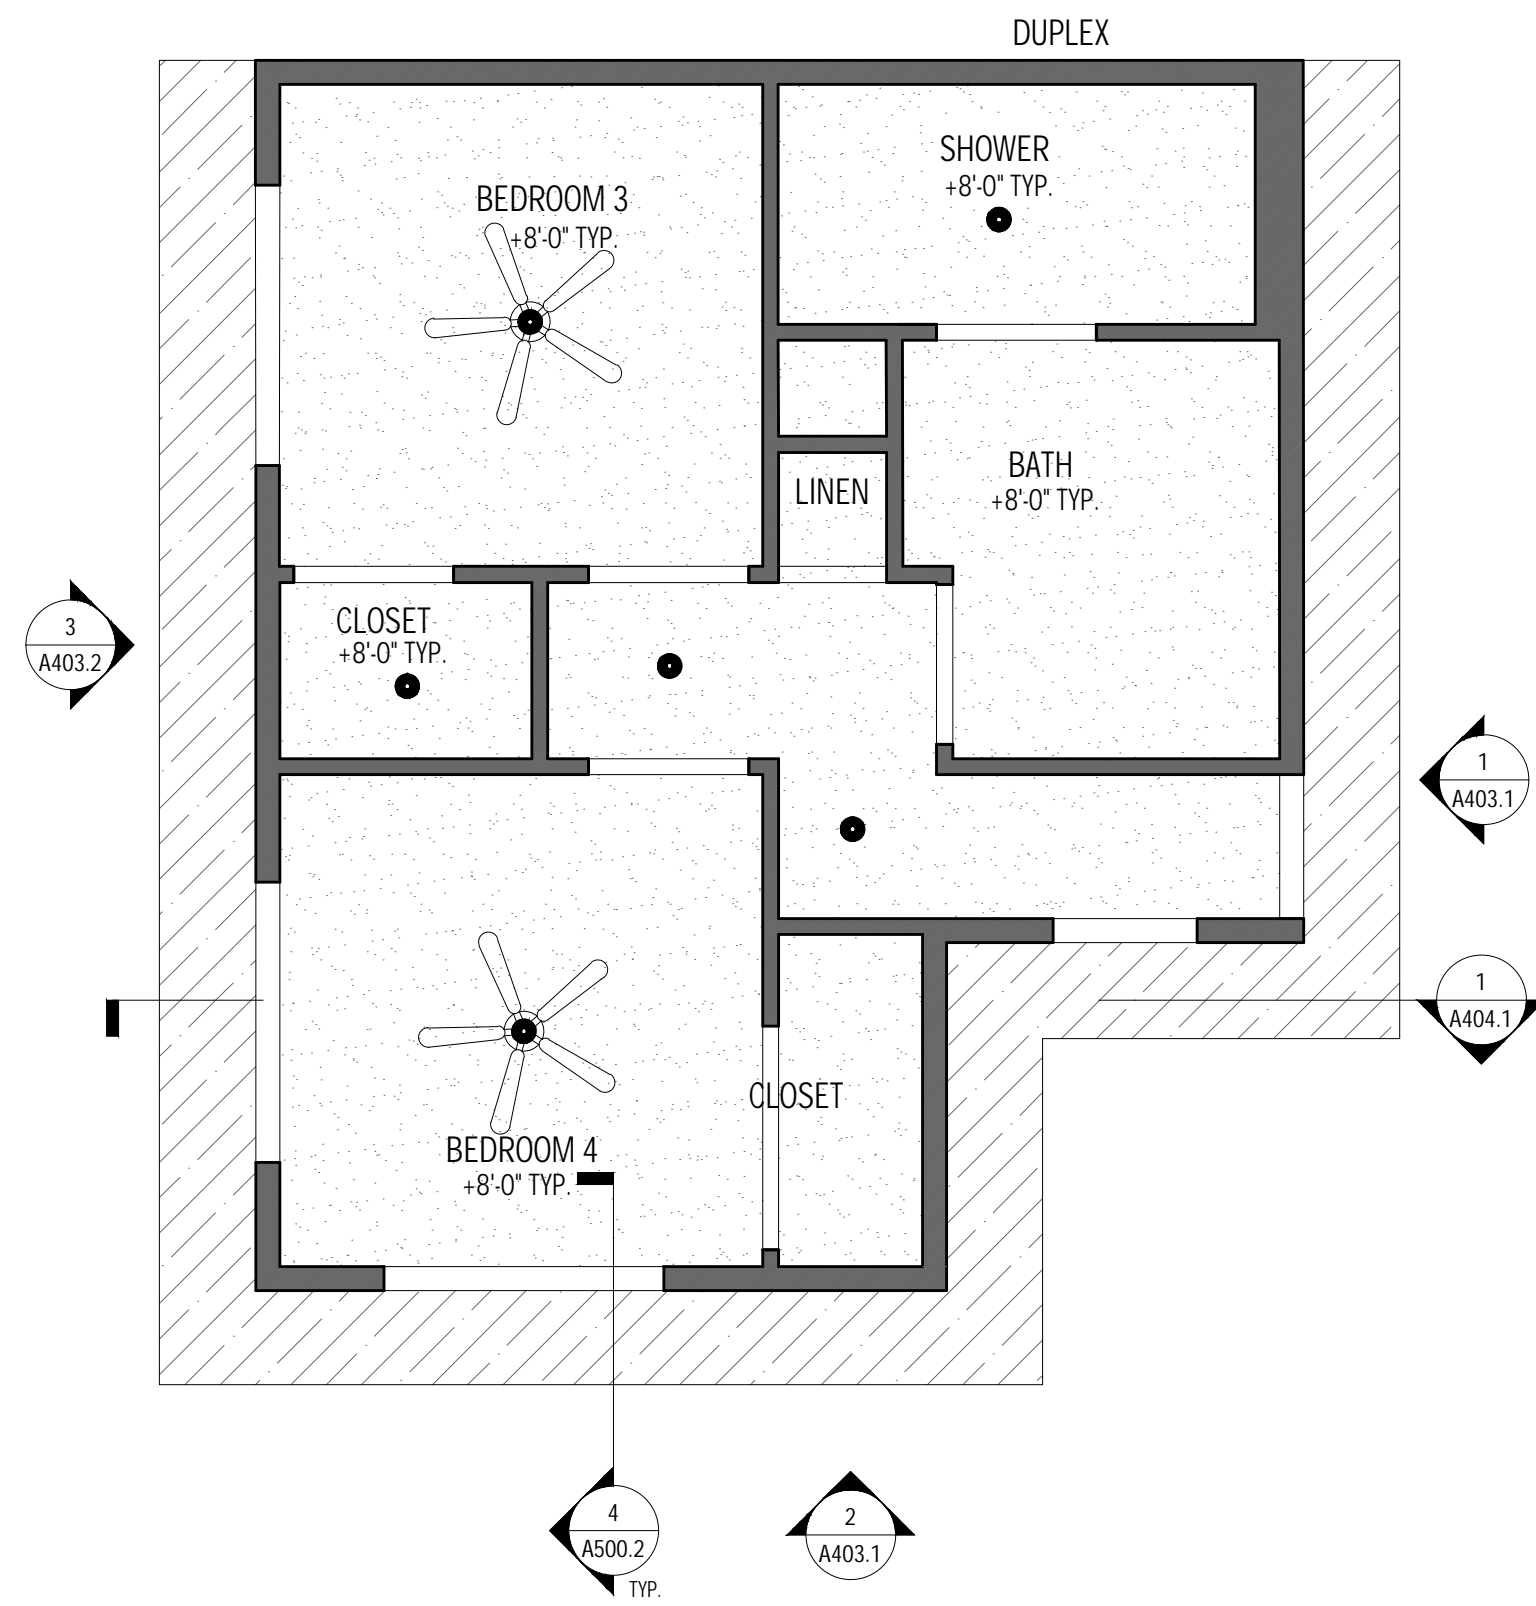 DUPLEX
SHOWER
+8'-0" TYP.
BEDROOM 3
+8'-0" TYP.
BATH
+8'-0" TYP.
LINEN
CLOSET
+8'-0" TYP.
3
A403.2
1
A403.1
1
A404.1
CLOSET
BEDROOM 4
+8'-0" TYP.
4
A500.2
TYP.
2
A403.1